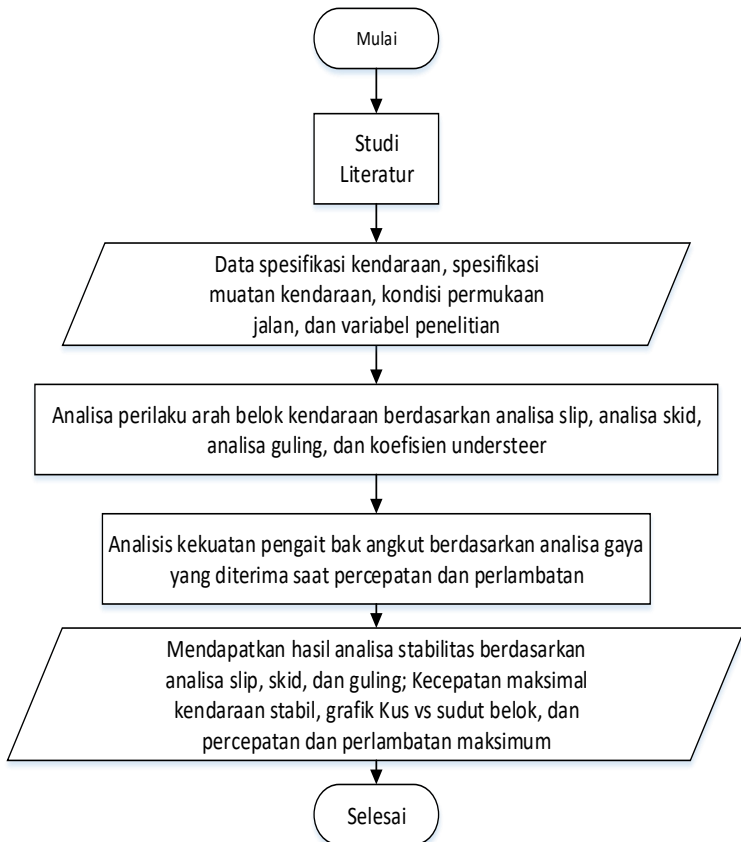 Mulai
Studi
Literatur
Data spesifikasi kendaraan, spesifikasi
muatan kendaraan, kondisi permukaan
jalan, dan variabel penelitian
Analisa perilaku arah belok kendaraan berdasarkan analisa slip, analisa skid,
analisa guling, dan koefisien understeer
Analisis kekuatan pengait bak angkut berdasarkan analisa gaya
yang diterima saat percepatan dan perlambatan
Mendapatkan hasil analisa stabilitas berdasarkan
analisa slip, skid, dan guling; Kecepatan maksimal
kendaraan stabil, grafik Kus vs sudut belok, dan
percepatan dan perlambatan maksimum
Selesai